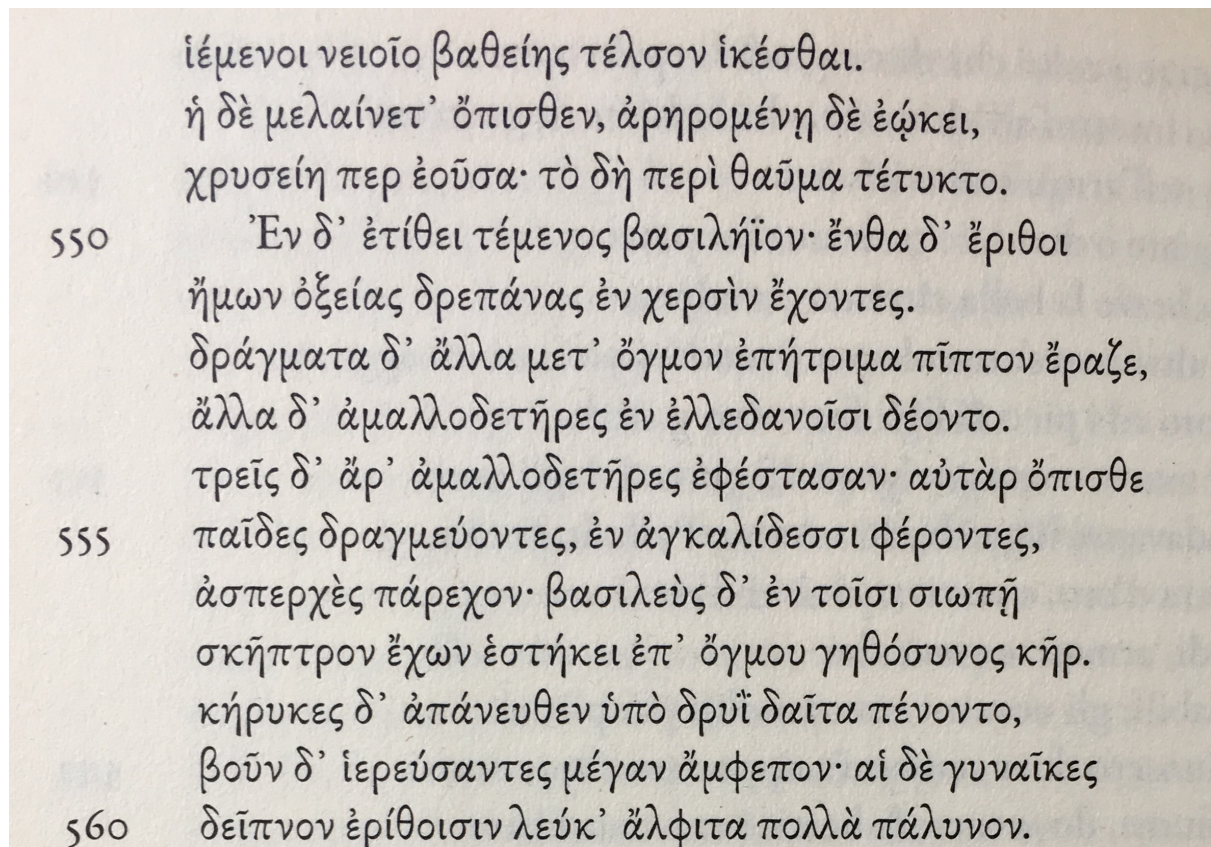 ἱέμενοι νειοῖο βαθείης τέλσον ἱκέσθαι.
ἡ δὲ μελαίνετ’ ὄπισθεν, ἀρηρομένῃ δὲ ἐῴκει,
χρυσείη περ ἐοῦσα· τὸ δὴ περὶ θαῦμα τέτυκτο.
550 Ἐν δ’ ἐτίθει τέμενος βασιλήϊον· ἔνθα δ’ ἔριθοι
ἤμων ὀξείας δρεπάνας ἐν χερσὶν ἔχοντες.
δράγματα δ’ ἄλλα μετ’ ὄγμον ἐπήτριμα πῖπτον ἔραζε,
ἄλλα δ’ ἀμαλλοδετῆρες ἐν ἐλλεδανοῖσι δέοντο.
τρεῖς δ’ ἄρ’ ἀμαλλοδετῆρες ἐφέστασαν· αὐτὰρ ὄπισθε
555 παῖδες δραγμεύοντες, ἐν ἀγκαλίδεσσι φέροντες,
ἀσπερχὲς πάρεχον· βασιλεὺς δ’ ἐν τοῖσι σιωπῇ
σκῆπτρον ἔχων ἑστήκει ἐπ’ ὄγμου γηθόσυνος κῆρ.
κήρυκες δ’ ἀπάνευθεν ὑπὸ δρυῒ δαῖτα πένοντο,
βοῦν δ’ ἱερεύσαντες μέγαν ἄμφεπον· αἱ δὲ γυναῖκες
560 δεῖπνον ἐρίθοισιν λεύκ’ ἄλφιτα πολλὰ πάλυνον.